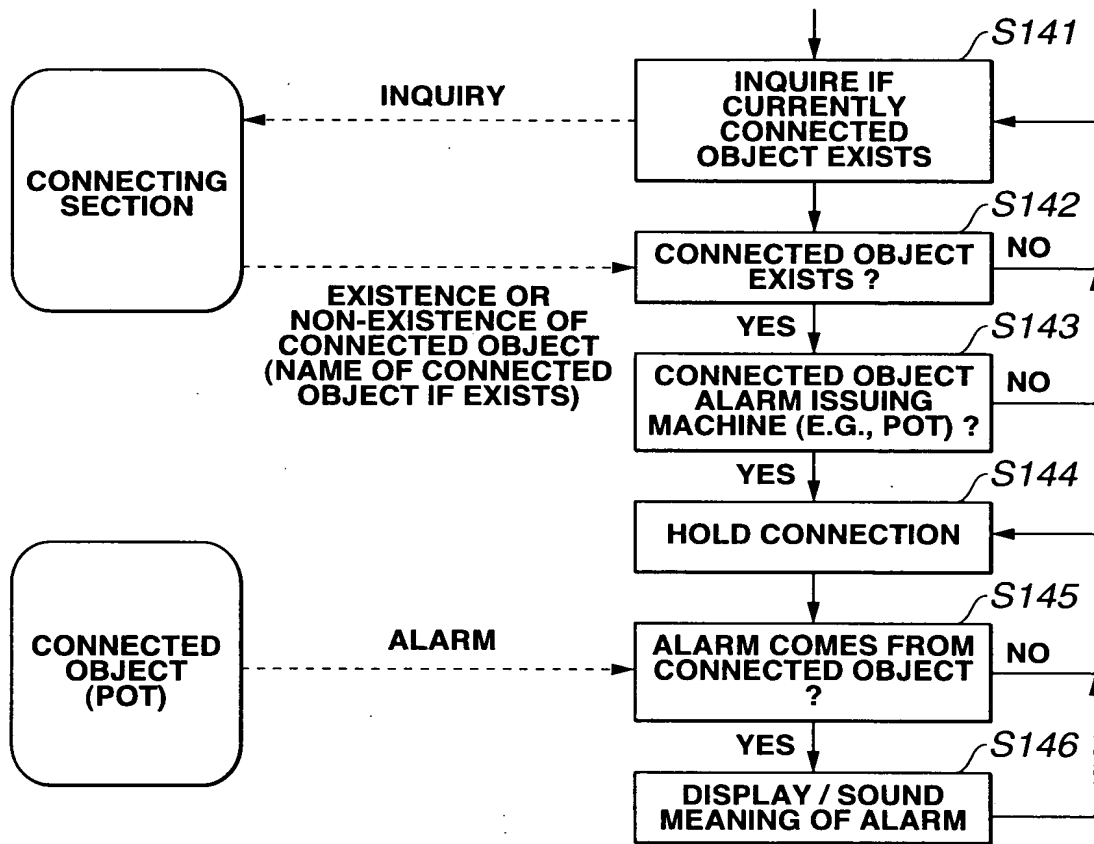 S141
INQUIRE IF
CURRENTLY
CONNECTED
OBJECT EXISTS
INQUIRY
CONNECTING
SECTION
S142
CONNECTED OBJECT
EXISTS ?
NO
EXISTENCE OR
NON-EXISTENCE OF
CONNECTED OBJECT
(NAME OF CONNECTED
OBJECT IF EXISTS)
YES
S143
CONNECTED OBJECT
ALARM ISSUING
MACHINE (E.G., POT) ?
NO
YES
S144
HOLD CONNECTION
S145
ALARM COMES FROM
CONNECTED OBJECT
?
NO
ALARM
CONNECTED
OBJECT
(POT)
YES
S146
DISPLAY / SOUND
MEANING OF ALARM